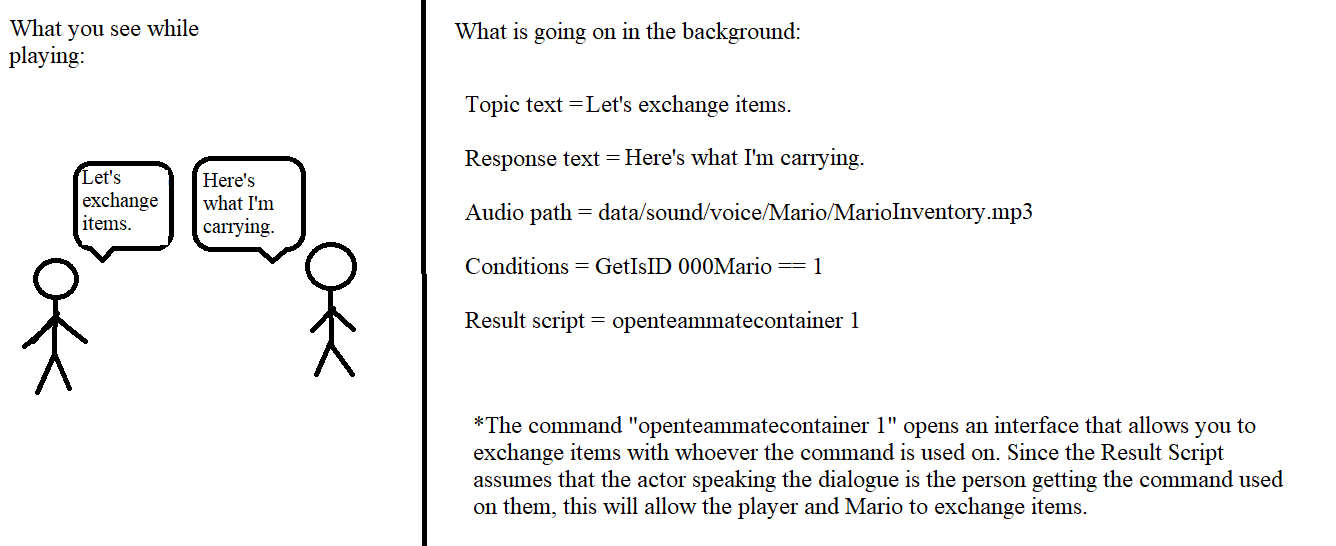 What you see while
playing:
Let's
exchange
items.
Here's
what I'm
carrying.
What is going on in the background:
Topic text =Let's exchange items.
Response text = Here's what I'm carrying.
Audio path = data/sound/voice/Mario/MarioInventory.mp3
Conditions = GetIsID 000Mario == 1
Result script = openteammatecontainer 1
*The command "openteammatecontainer 1" opens an interface that allows you to
exchange items with whoever the command is used on. Since the Result Script
assumes that the actor speaking the dialogue is the person getting the command used
on them, this will allow the player and Mario to exchange items.